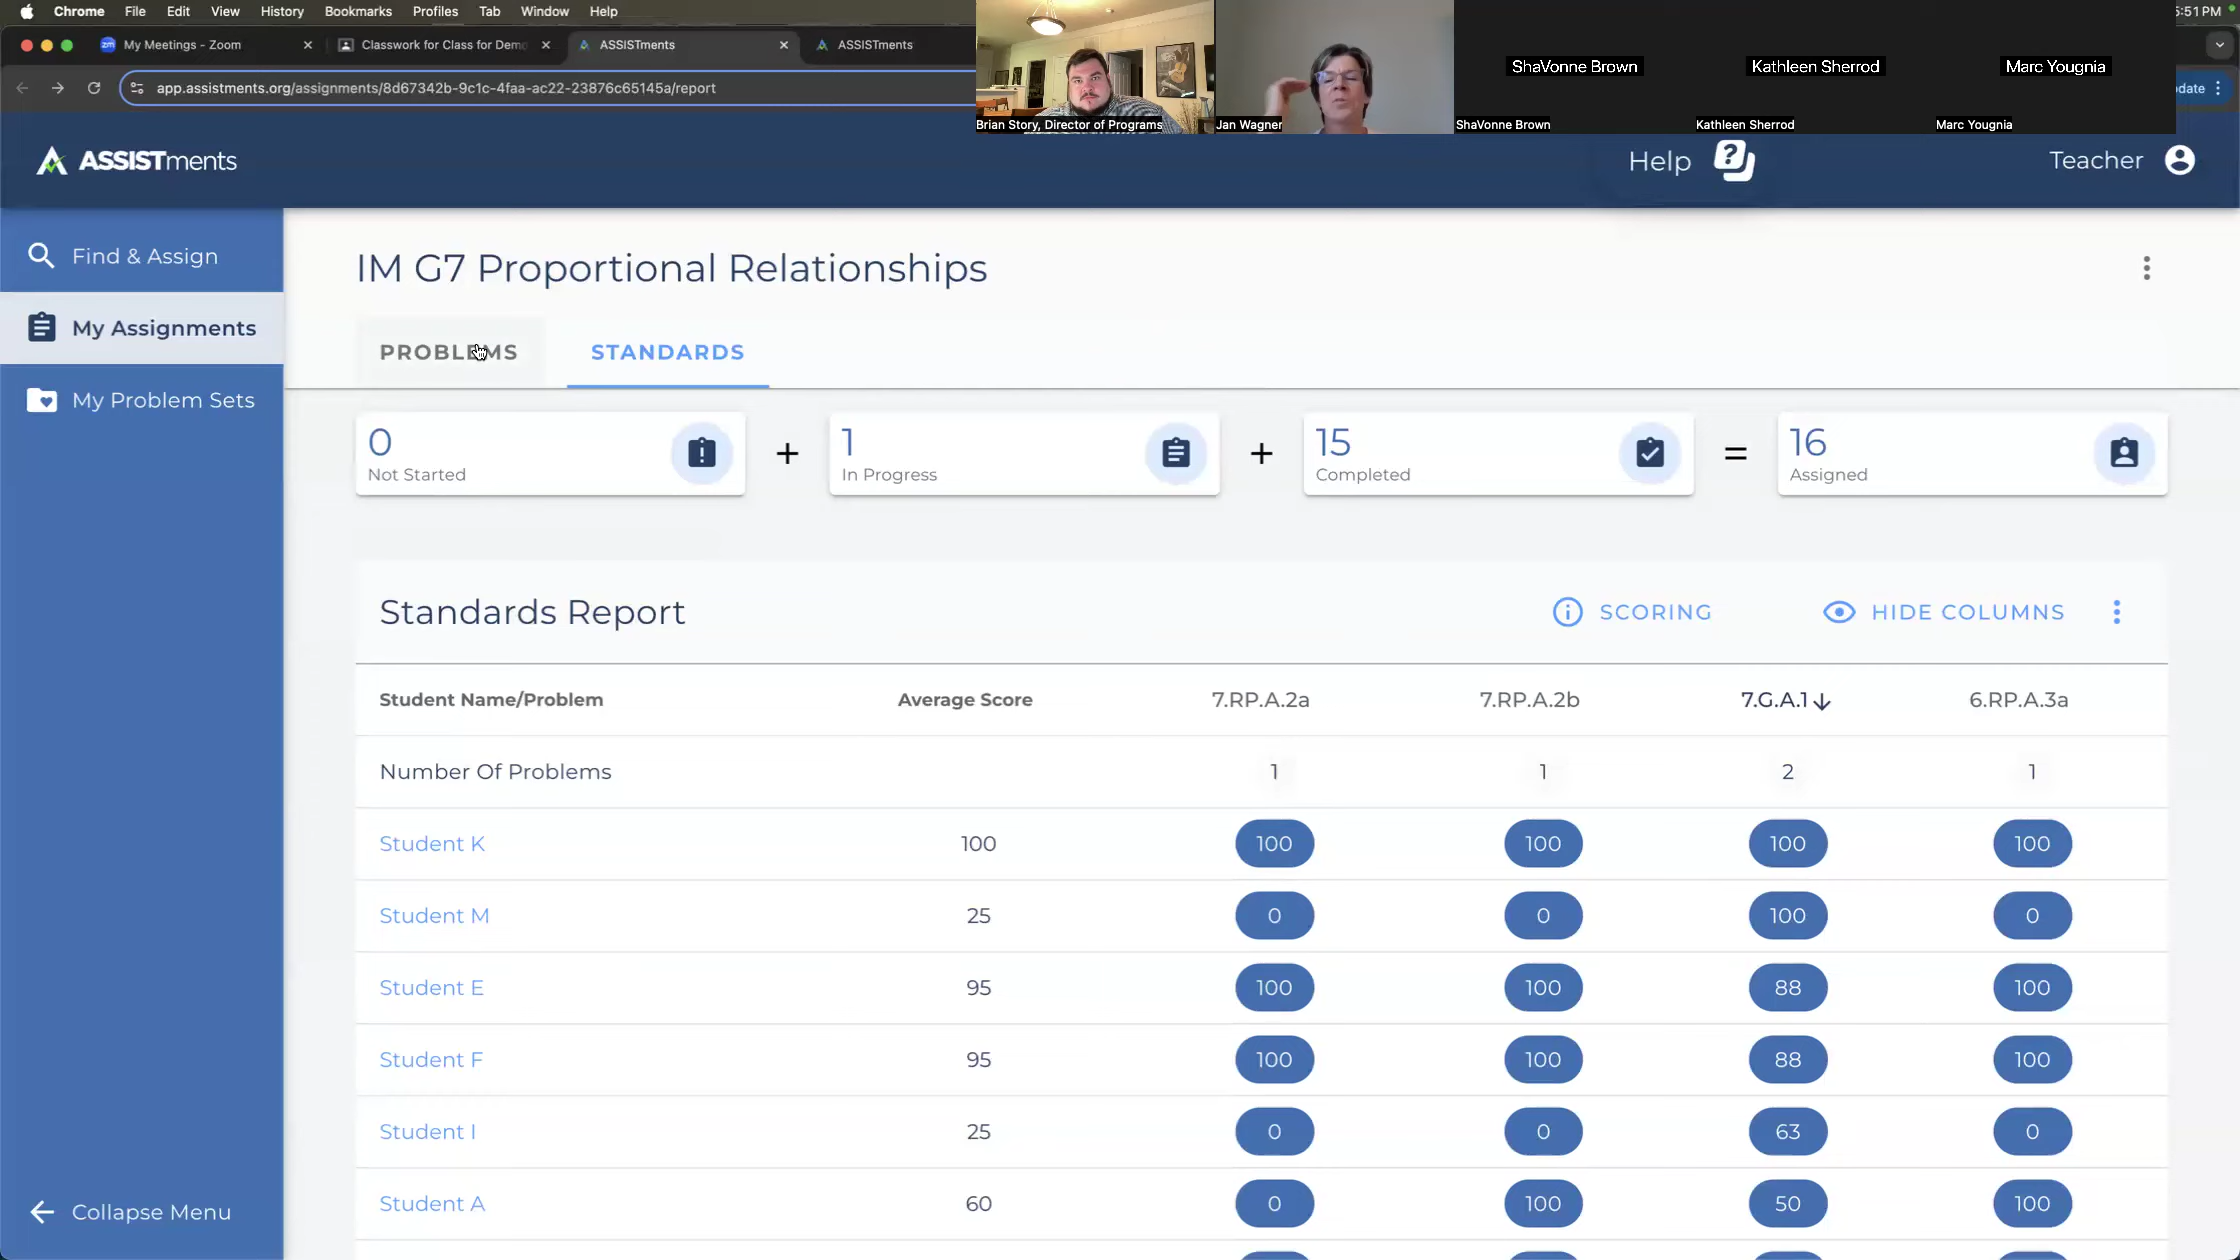 Chrome File Edit View History Bookmarks Profiles Tab Window Help
5:51 PM
My Meetings - Zoom
Classwork for Class for Demo
ASSISTments
ASSISTments
app.assistments.org/assignments/8d67342b-9c1c-4faa-ac22-23876c65145a/report
date
Brian Story, Director of Programs
Jan Wagner
ShaVonne Brown
ShaVonne Brown
Kathleen Sherrod
Kathleen Sherrod
Marc Yougnia
Marc Yougnia
ASSISTments
Help
Teacher
Find & Assign
My Assignments
My Problem Sets
Collapse Menu
IM G7 Proportional Relationships
PROBLEMS STANDARDS
0
Not Started
+
1
In Progress
+
15
Completed
=
16
Assigned
Standards Report
SCORING
HIDE COLUMNS
Student Name/Problem Average Score 7.RP.A.2a 7.RP.A.2b 7.G.A.1 6.RP.A.3a
Number Of Problems 1 1 2 1
Student K 100 100 100 100 100
Student M 25 0 0 100 0
Student E 95 100 100 88 100
Student F 95 100 100 88 100
Student I 25 0 0 63 0
Student A 60 0 100 50 100